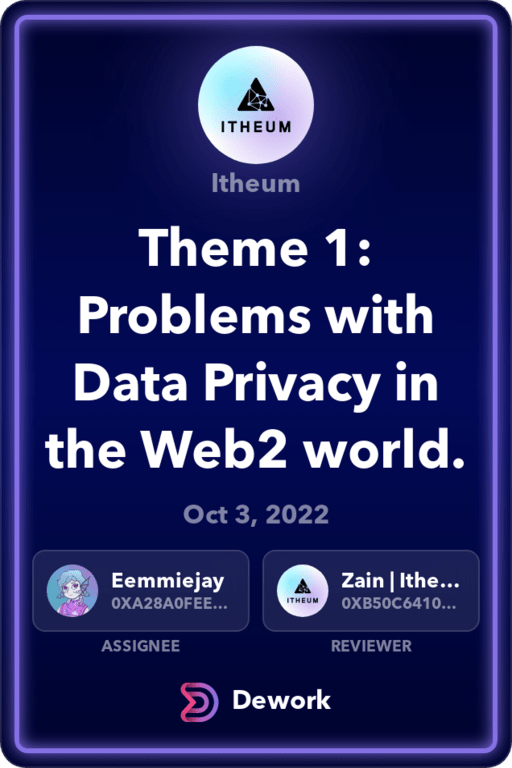 ITHEUM
Itheum
Theme 1:
Problems with
Data Privacy in
the Web2 world.
Oct 3, 2022
Eemmiejay
0XA28A0FEE...
ITHEUM
Zain | Ithe...
0XB50C6410...
ASSIGNEE
REVIEWER
Dework